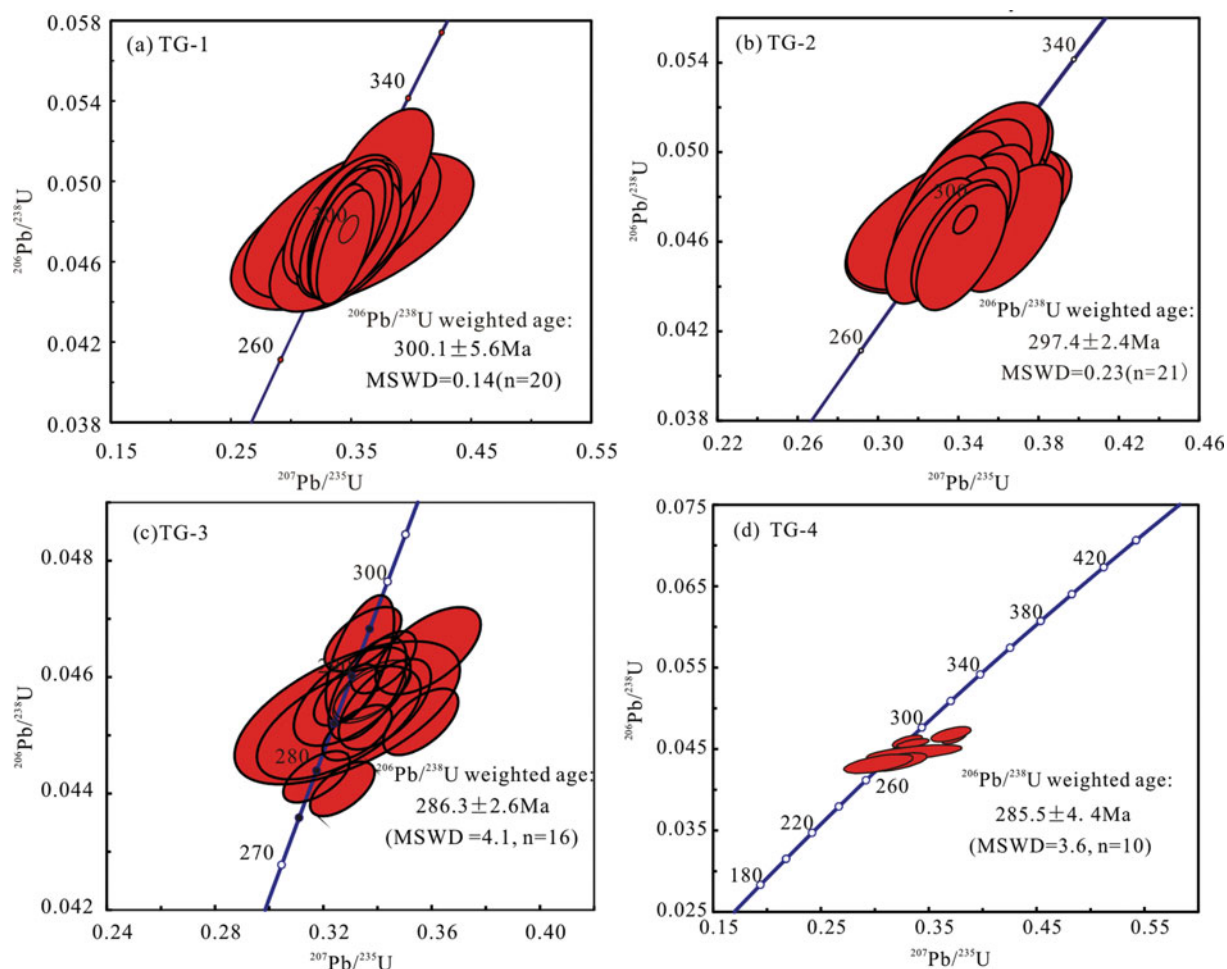 (a) TG-1
0.058
0.054
0.050
0.046
0.042
0.038
206Pb/238U
340
300
260
206Pb/238U weighted age:
300.1±5.6Ma
MSWD=0.14(n=20)
0.15 0.25 0.35 0.45 0.55
207Pb/235U
(b) TG-2
0.054
0.050
0.046
0.042
0.038
206Pb/238U
340
300
260
206Pb/238U weighted age:
297.4±2.4Ma
MSWD=0.23(n=21)
0.22 0.26 0.30 0.34 0.38 0.42 0.46
207Pb/235U
(c)TG-3
0.048
0.046
0.044
0.042
206Pb/238U
300
280
270
206Pb/238U weighted age:
286.3±2.6Ma
(MSWD =4.1, n=16)
0.24 0.28 0.32 0.36 0.40
207Pb/235U
(d) TG-4
0.075
0.065
0.055
0.045
0.035
0.025
206Pb/238U
420
380
340
300
260
220
180
206Pb/238U weighted age:
285.5±4. 4Ma
(MSWD=3.6, n=10)
0.15 0.25 0.35 0.45 0.55
207Pb/235U